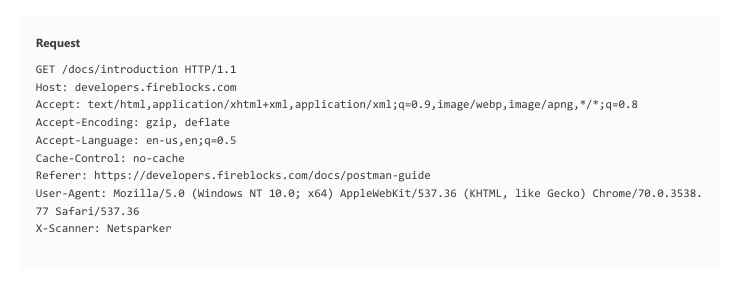 Request
GET /docs/introduction HTTP/1.1
Host: developers.fireblocks.com
Accept: text/html,application/xhtml+xml,application/xml;q=0.9,image/webp,image/apng,*/*;q=0.8
Accept-Encoding: gzip, deflate
Accept-Language: en-us,en;q=0.5
Cache-Control: no-cache
Referer: https://developers.fireblocks.com/docs/postman-guide
User-Agent: Mozilla/5.0 (Windows NT 10.0; x64) AppleWebKit/537.36 (KHTML, like Gecko) Chrome/70.0.3538.
77 Safari/537.36
X-Scanner: Netsparker